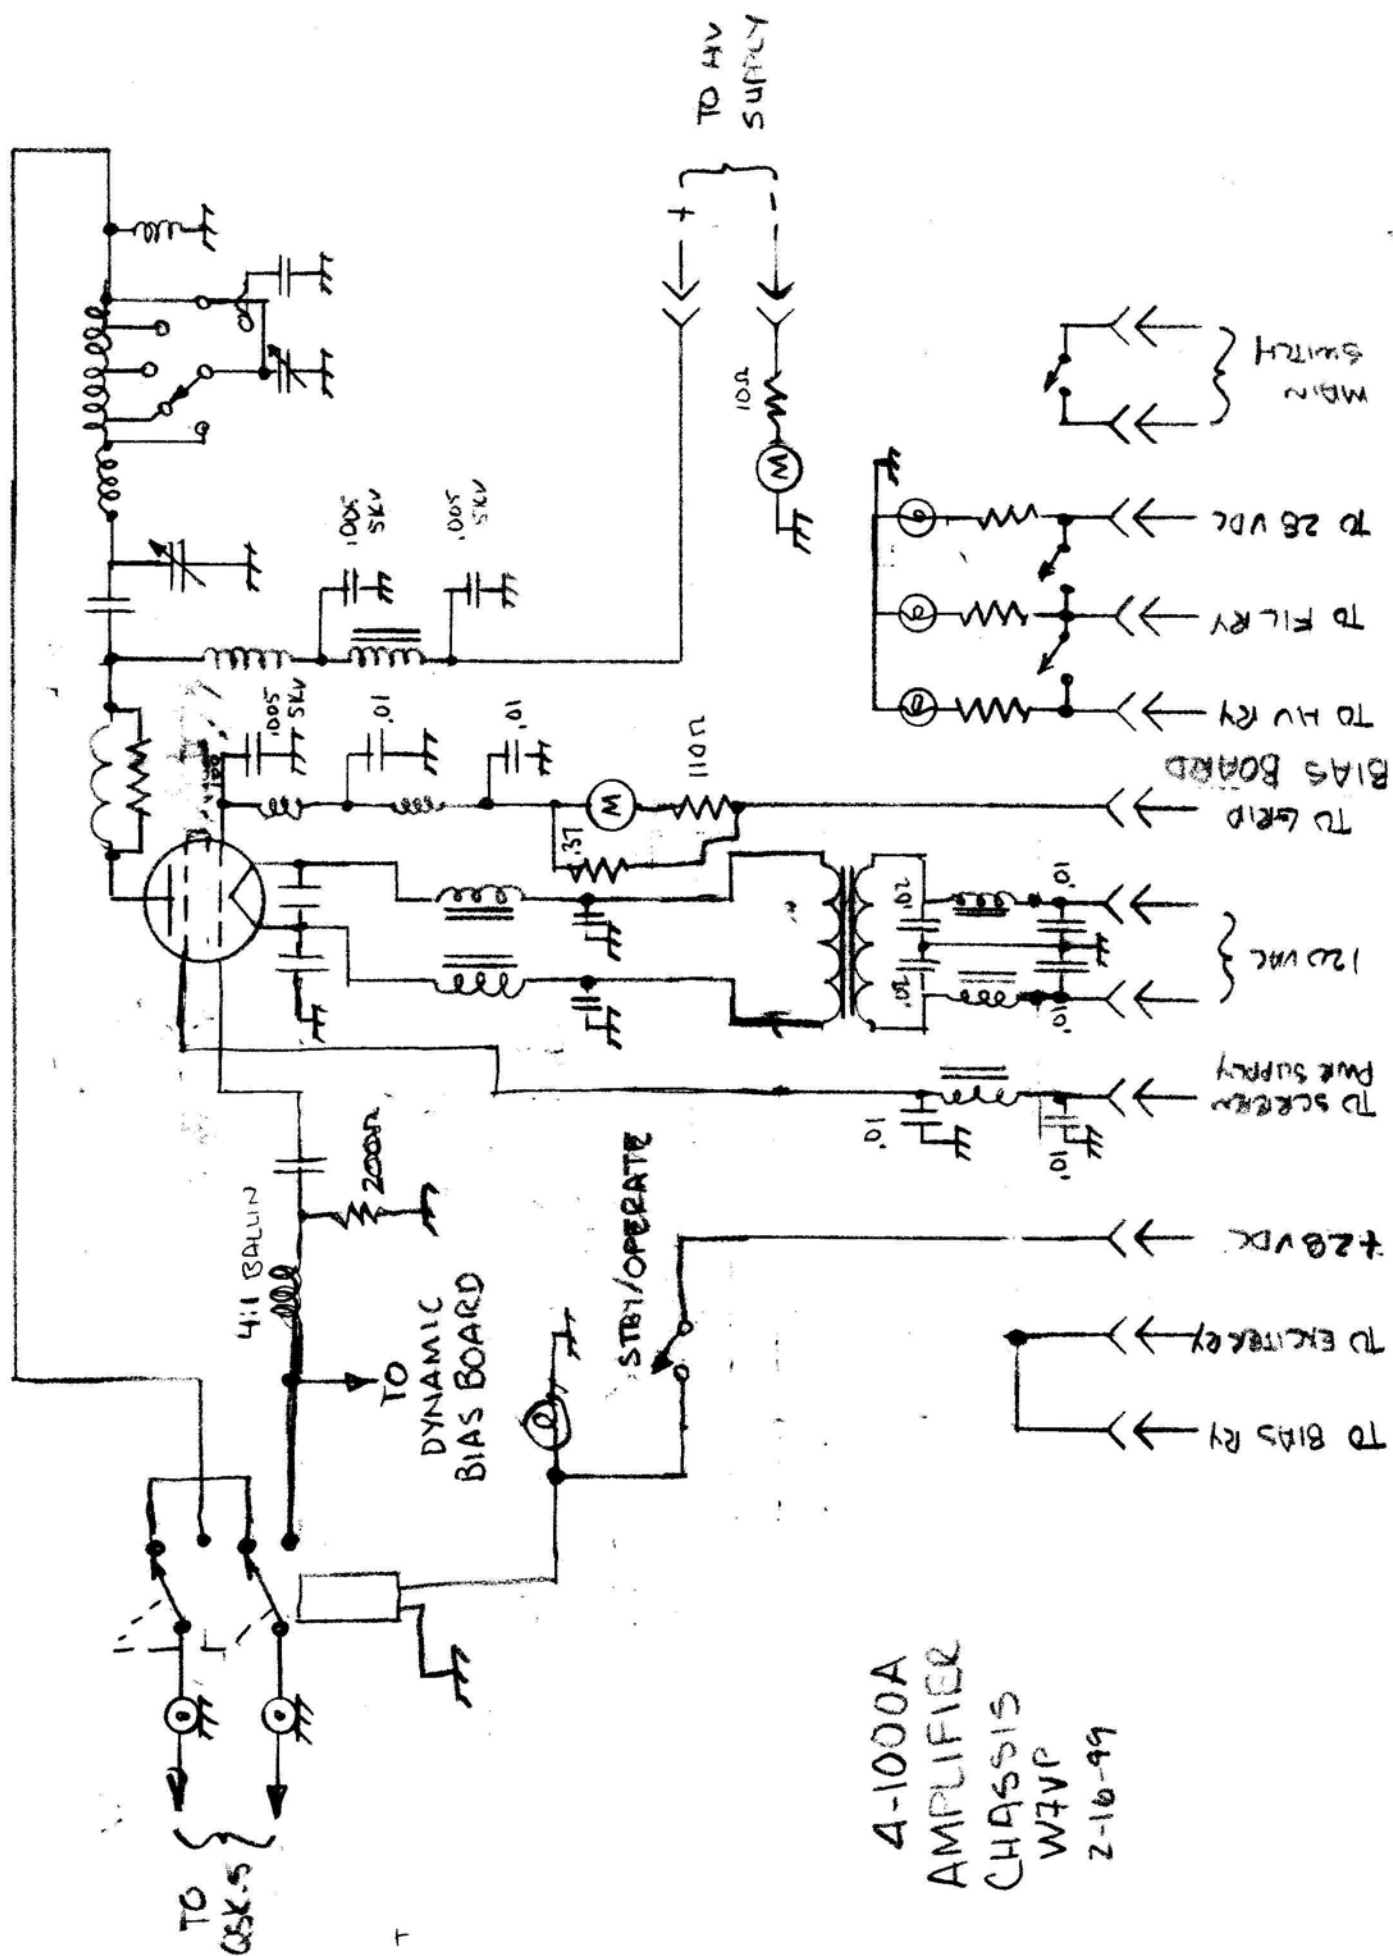 TO HV
SUPPLY
+
-
.005
5KV
.005
5KV
.005
5KV
.01
.01
10Ω
M
110Ω
M
.37
4:1 BALLIN
200Ω
TO
DYNAMIC
BIAS BOARD
STBY/OPERATE
TO
QSK-5
.02
.02
.01
.01
.01
.01
MAIN
SWITCH
TO 28 VDC
TO FIL RY
TO HV RY
TO GRID
BIAS BOARD
120 VAC
TO SCREEN
PWR SUPPLY
+28 VDC
TO EXCITER RY
TO BIAS RY
4-1000A
AMPLIFIER
CHASSIS
W7VP
2-16-99